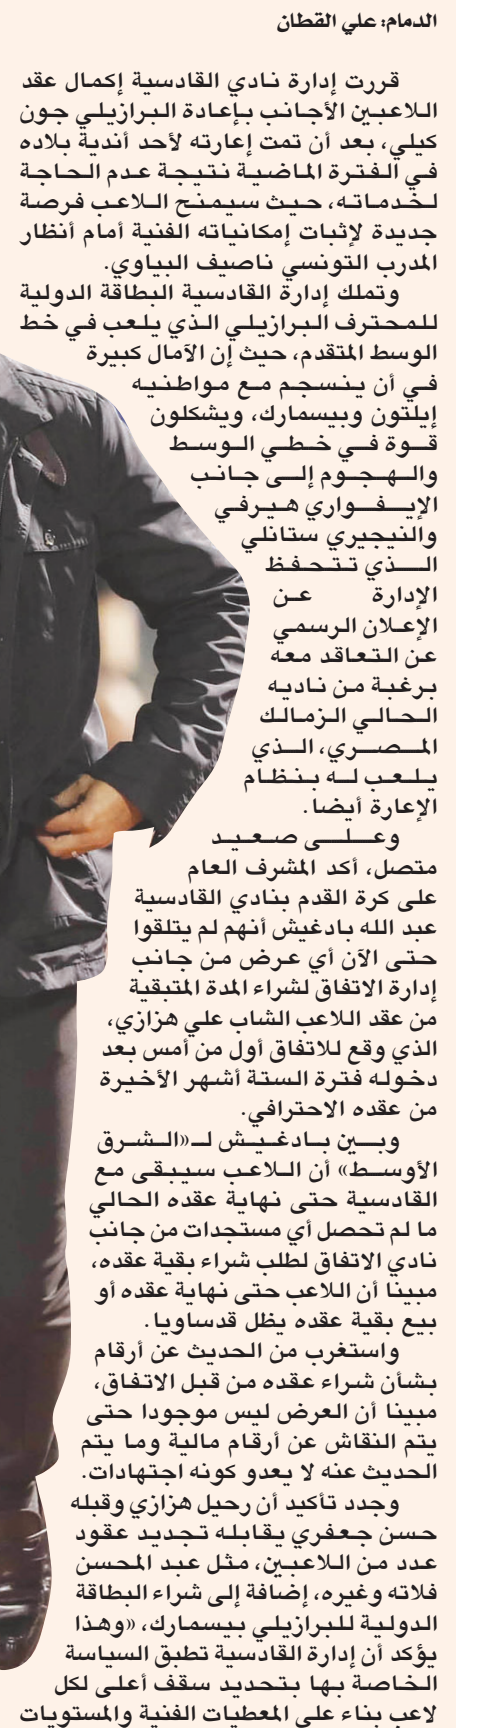 الدمام: علي القطان
قررت إدارة نادي القادسية إكمال عقد
اللاعبين الأجانب بإعادة البرازيلي جون
كيلي، بعد أن تمت إعارته لأحد أندية بلاده
في الفترة الماضية نتيجة عدم الحاجة
لخدماته، حيث سيمنح اللاعب فرصة
جديدة لإثبات إمكانياته الفنية أمام أنظار
المدرب التونسي ناصيف البياوي.
وتملك إدارة القادسية البطاقة الدولية
للمحترف البرازيلي الذي يلعب في خط
الوسط المتقدم، حيث إن الآمال كبيرة
في أن ينسجم مع مواطنيه
إيلتون وبيسمارك، ويشكلون
قوة في خطي الوسط
والهجوم إلى جانب
الإيفواري هيرفي
والنيجيري ستانلي
الذي تتحفظ
الإدارة عن
الإعلان الرسمي
عن التعاقد معه
برغبة من ناديه
الحالي الزمالك
المصري، الذي
يلعب له بنظام
الإعارة أيضا.
وعلى صعيد
متصل، أكد المشرف العام
على كرة القدم بنادي القادسية
عبد الله بادغيش أنهم لم يتلقوا
حتى الآن أي عرض من جانب
إدارة الاتفاق لشراء المدة المتبقية
من عقد اللاعب الشاب علي هزازي،
الذي وقع للاتفاق أول من أمس بعد
دخوله فترة الستة أشهر الأخيرة
من عقده الاحترافي.
وبين بادغيش لـ«الشرق
الأوسط» أن اللاعب سيبقى مع
القادسية حتى نهاية عقده الحالي
ما لم تحصل أي مستجدات من جانب
نادي الاتفاق لطلب شراء بقية عقده،
مبينا أن اللاعب حتى نهاية عقده أو
بيع بقية عقده يظل قدساويا.
واستغرب من الحديث عن أرقام
بشأن شراء عقده من قبل الاتفاق،
مبينا أن العرض ليس موجودا حتى
يتم النقاش عن أرقام مالية وما يتم
الحديث عنه لا يعدو كونه اجتهادات.
وجدد تأكيد أن رحيل هزازي وقبله
حسن جعفري يقابله تجديد عقود
عدد من اللاعبين، مثل عبد المحسن
فلاته وغيره، إضافة إلى شراء البطاقة
الدولية للبرازيلي بيسمارك، «وهذا
يؤكد أن إدارة القادسية تطبق السياسة
الخاصة بها بتحديد سقف أعلى لكل
لاعب بناء على المعطيات الفنية والمستويات